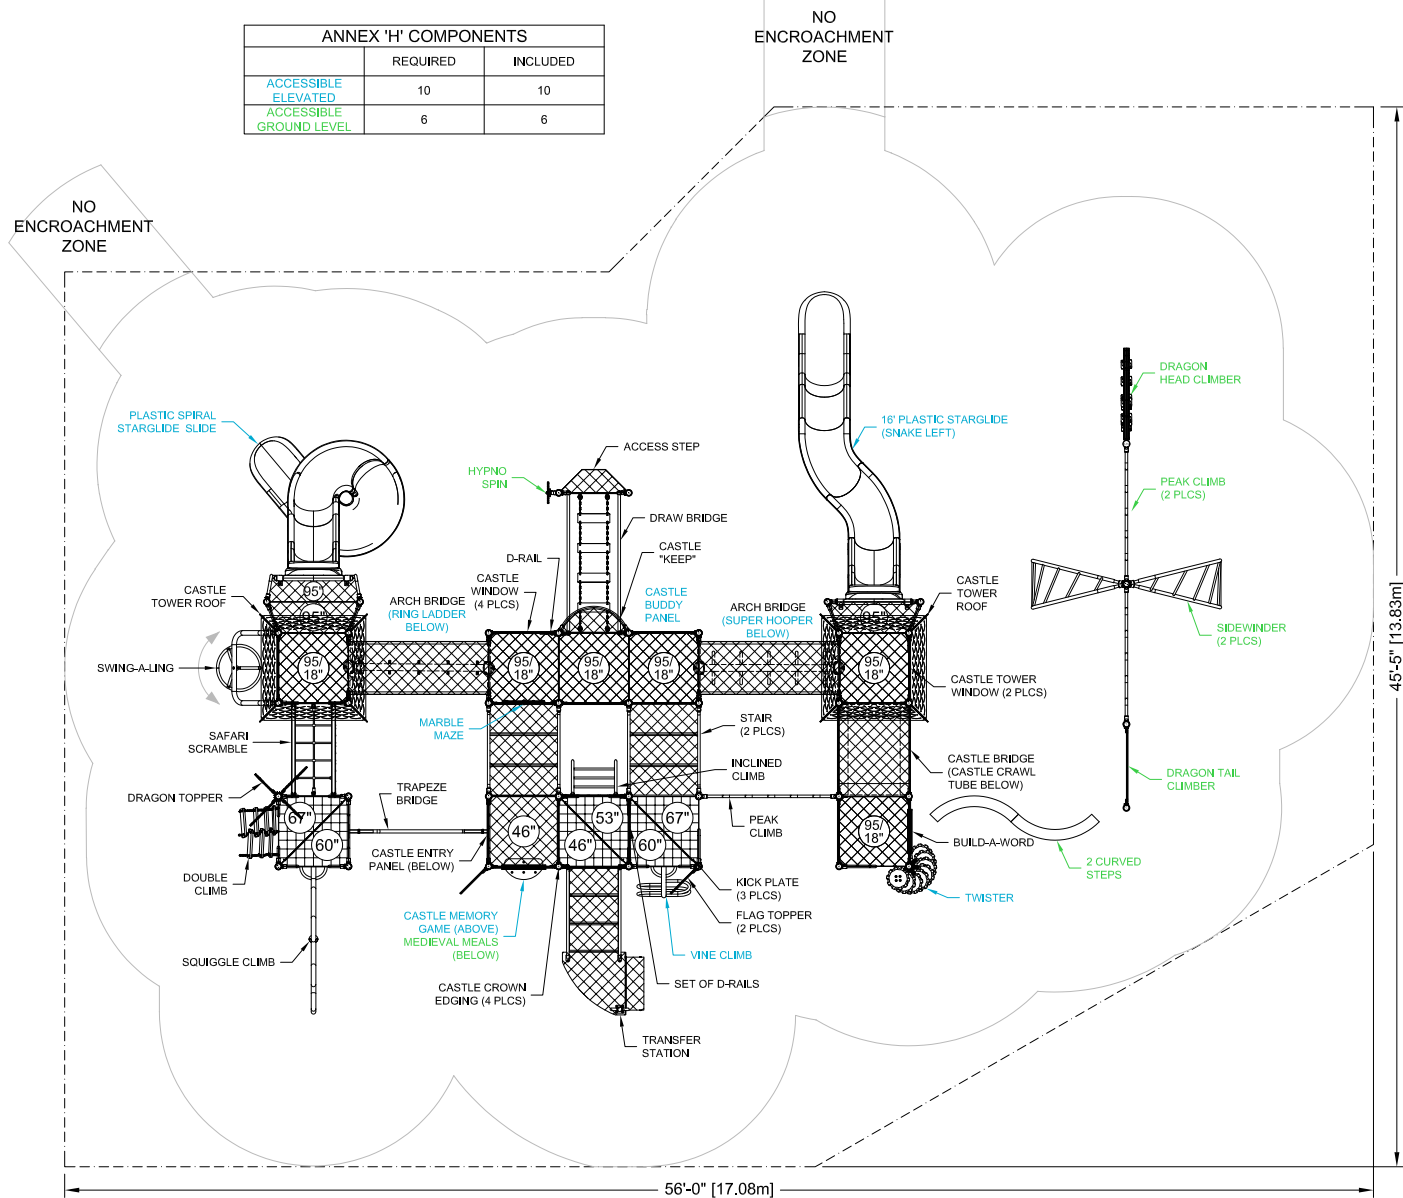 ANNEX 'H' COMPONENTS
REQUIRED INCLUDED
ACCESSIBLE
ELEVATED
10 10
ACCESSIBLE
GROUND LEVEL
6 6
NO
ENCROACHMENT
ZONE
NO
ENCROACHMENT
ZONE
PLASTIC SPIRAL
STARGLIDE SLIDE
ACCESS STEP
HYPNO
SPIN
DRAW BRIDGE
CASTLE
"KEEP"
D-RAIL
CASTLE
WINDOW
(4 PLCS)
CASTLE
BUDDY
PANEL
16' PLASTIC STARGLIDE
(SNAKE LEFT)
DRAGON
HEAD CLIMBER
PEAK CLIMB
(2 PLCS)
SIDEWINDER
(2 PLCS)
DRAGON TAIL
CLIMBER
CASTLE
TOWER ROOF
95"
95"
ARCH BRIDGE
(RING LADDER
BELOW)
ARCH BRIDGE
(SUPER HOOPER
BELOW)
95"
CASTLE
TOWER
ROOF
SWING-A-LING
95/
18"
95/
18"
95/
18"
95/
18"
95/
18"
CASTLE TOWER
WINDOW (2 PLCS)
MARBLE
MAZE
STAIR
(2 PLCS)
SAFARI
SCRAMBLE
INCLINED
CLIMB
CASTLE BRIDGE
(CASTLE CRAWL
TUBE BELOW)
DRAGON TOPPER
TRAPEZE
BRIDGE
67"
60"
46"
53"
46"
67"
60"
PEAK
CLIMB
95/
18"
BUILD-A-WORD
2 CURVED
STEPS
CASTLE ENTRY
PANEL (BELOW)
DOUBLE
CLIMB
KICK PLATE
(3 PLCS)
FLAG TOPPER
(2 PLCS)
TWISTER
CASTLE MEMORY
GAME (ABOVE)
MEDIEVAL MEALS
(BELOW)
VINE CLIMB
SQUIGGLE CLIMB
CASTLE CROWN
EDGING (4 PLCS)
SET OF D-RAILS
TRANSFER
STATION
45'-5" [13.83m]
56'-0" [17.08m]